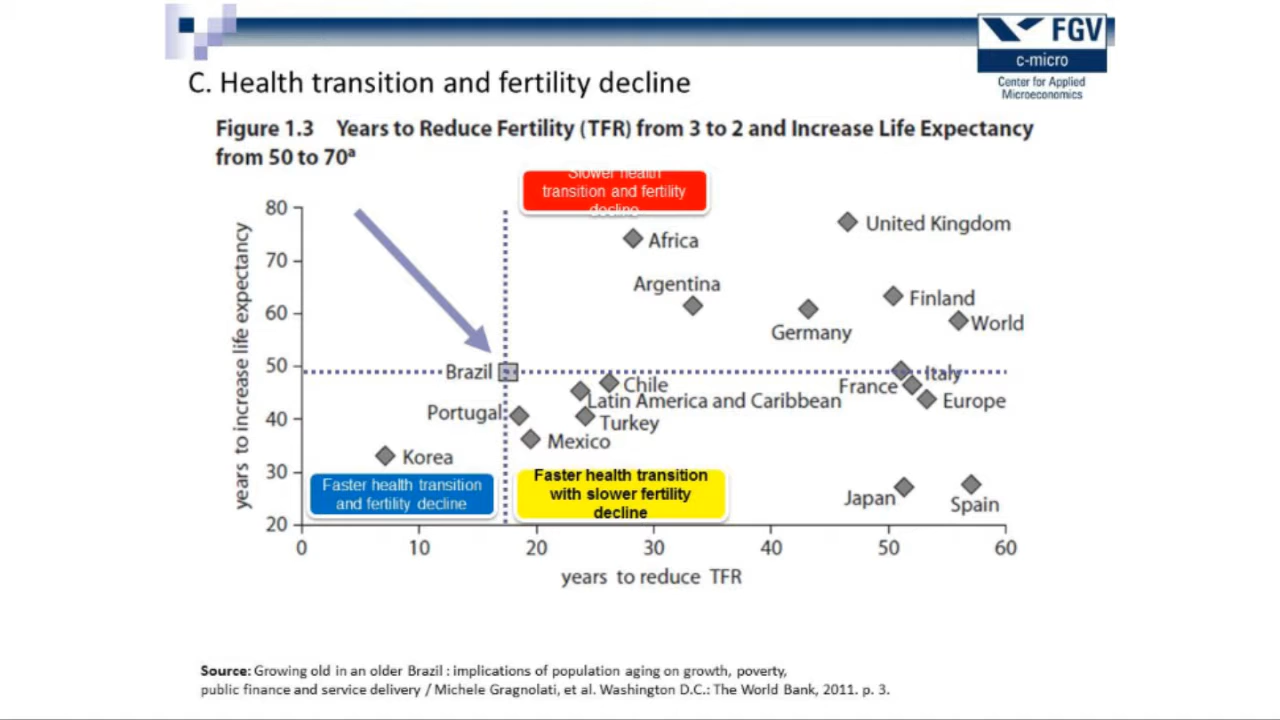 FGV
c-micro
Center for Applied
Microeconomics
C. Health transition and fertility decline
Figure 1.3 Years to Reduce Fertility (TFR) from 3 to 2 and Increase Life Expectancy
from 50 to 70ª
Slower health
transition and fertility
decline
years to increase life expectancy
80
70
60
50
40
30
20
United Kingdom
Africa
Argentina
Finland
World
Germany
Brazil
Italy
Chile
France
Latin America and Caribbean
Europe
Portugal
Turkey
Mexico
Korea
Japan
Spain
Faster health transition
and fertility decline
Faster health transition
with slower fertility
decline
0 10 20 30 40 50 60
years to reduce TFR
Source: Growing old in an older Brazil : implications of population aging on growth, poverty,
public finance and service delivery / Michele Gragnolati, et al. Washington D.C.: The World Bank, 2011. p. 3.